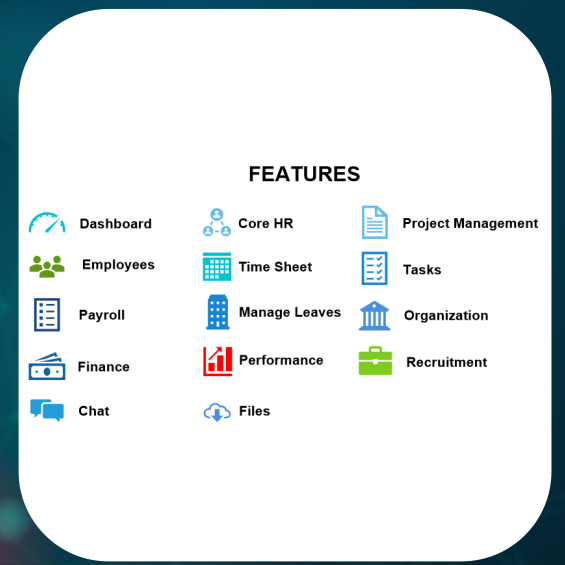 FEATURES
Dashboard
Core HR
Project Management
Employees
Time Sheet
Tasks
Payroll
Manage Leaves
Organization
Finance
Performance
Recruitment
Chat
Files